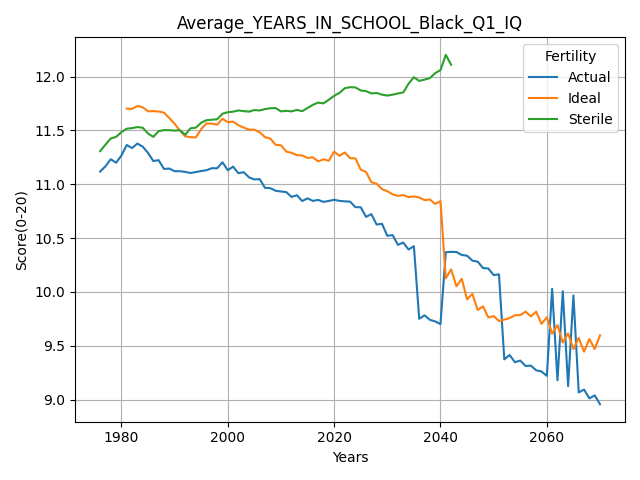 Average_YEARS_IN_SCHOOL_Black_Q1_IQ
Fertility
Actual
Ideal
Sterile
Score(0-20)
12.0
11.5
11.0
10.5
10.0
9.5
9.0
1980 2000 2020 2040 2060
Years